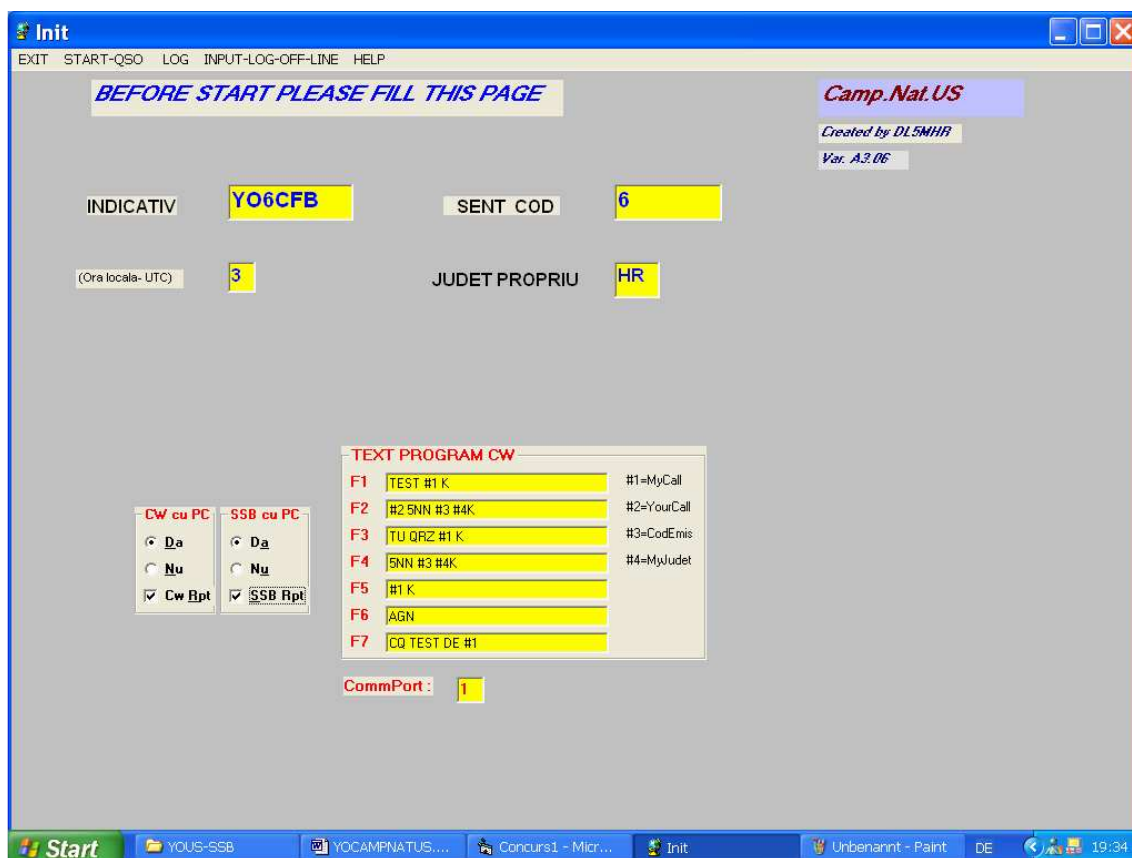 Init
EXIT START-QSO LOG INPUT-LOG-OFF-LINE HELP
BEFORE START PLEASE FILL THIS PAGE
Camp.Nat.US
Created by DL5MHR
Var. A3.06
INDICATIV YO6CFB SENT COD 6
(Ora locala- UTC) 3 JUDET PROPRIU HR
TEXT PROGRAM CW
F1 TEST #1 K #1=MyCall
F2 #2 5NN #3 #4K #2=YourCall
F3 TU QRZ #1 K #3=CodEmis
F4 5NN #3 #4K #4=MyJudet
F5 #1 K
F6 AGN
F7 CQ TEST DE #1
CW cu PC SSB cu PC
Da Da
Nu Nu
Cw Rpt SSB Rpt
CommPort : 1
Start YOUS-SSB YOCAMPNATUS.... Concurs1 - Micr... Init Unbenannt - Paint DE 19:34